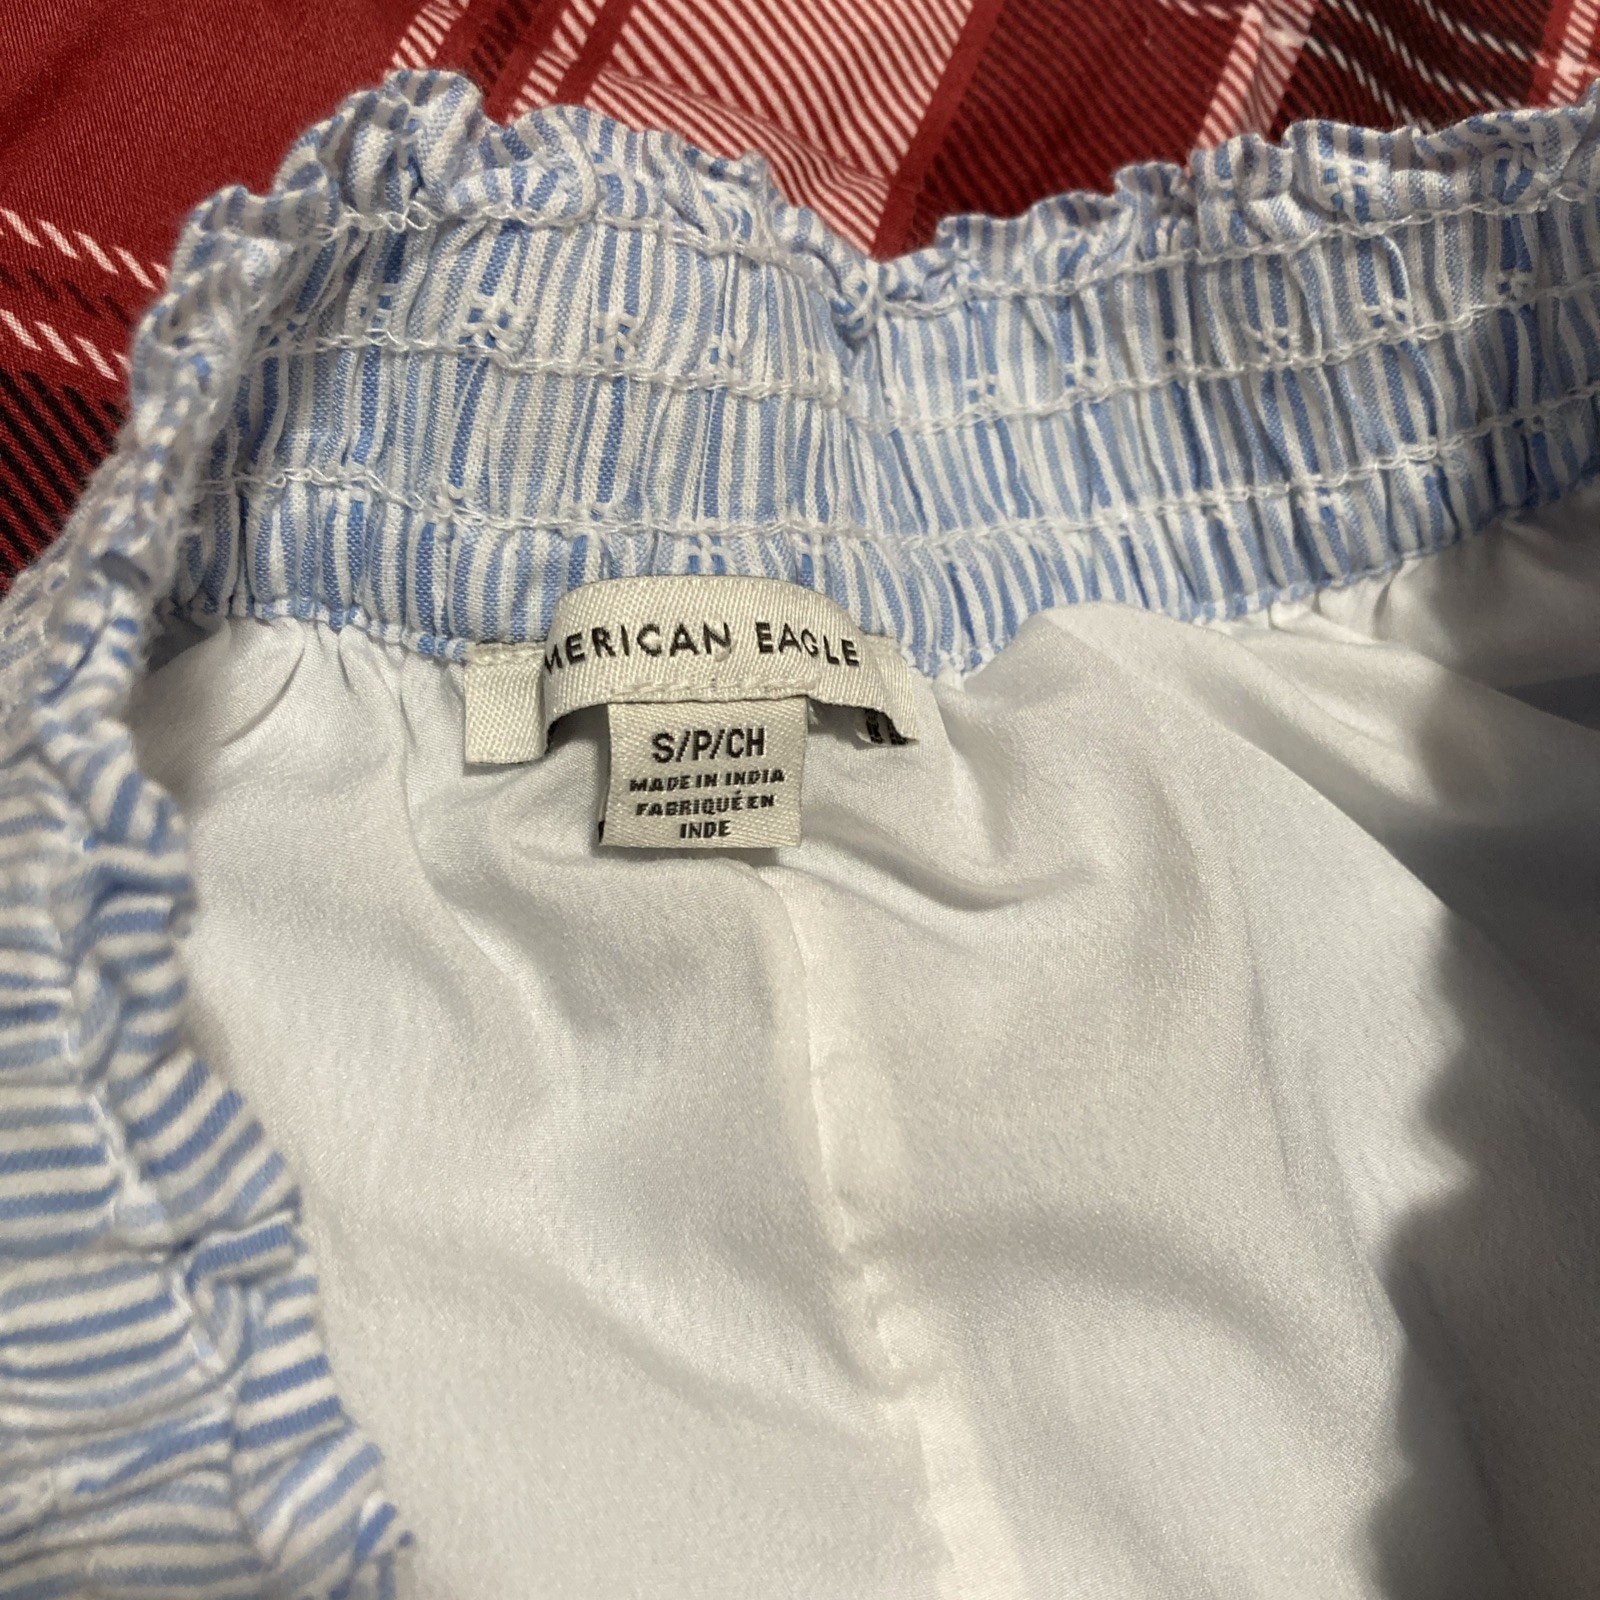 MERICAN EAGLE
S/P/CH
MADE IN INDIA
FABRIQUÉ EN
INDE